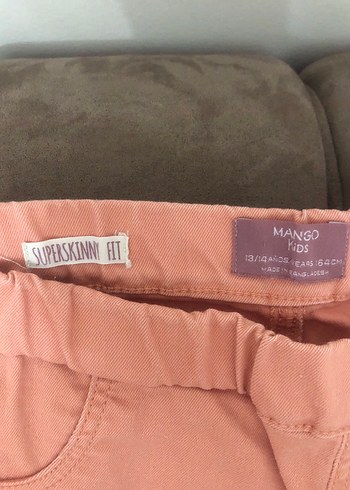 SUPERSKINNY FIT
MANGO
KIDS
13/14 AÑOS-YEARS 164 CM
MADE IN BANGLADESH